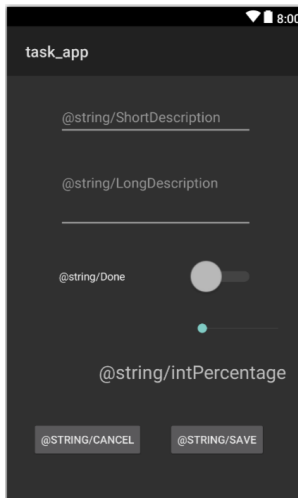 8:00
task_app
@string/ShortDescription
@string/LongDescription
@string/Done
@string/intPercentage
@STRING/CANCEL @STRING/SAVE